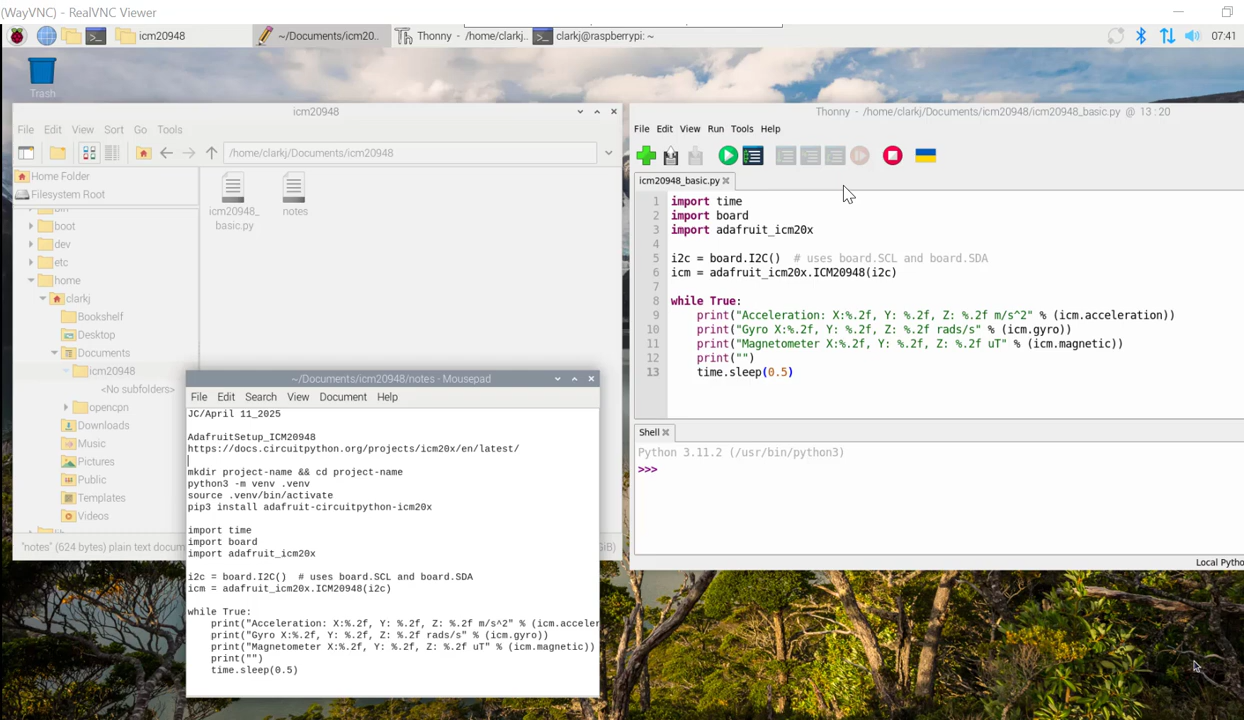 (WayVNC) - RealVNC Viewer
icm20948
~/Documents/icm20..
Thonny - /home/clarkj..
clarkj@raspberrypi: ~
07:41
Trash
icm20948
File Edit View Sort Go Tools
/home/clarkj/Documents/icm20948
Home Folder
Filesystem Root
boot
dev
etc
home
clarkj
Bookshelf
Desktop
Documents
icm20948
<No subfolders>
opencpn
Downloads
Music
Pictures
Public
Templates
Videos
icm20948_
basic.py
notes
"notes" (624 bytes) plain text docum
GiB)
~/Documents/icm20948/notes - Mousepad
File Edit Search View Document Help
JC/April 11_2025

AdafruitSetup_ICM20948
https://docs.circuitpython.org/projects/icm20x/en/latest/

mkdir project-name && cd project-name
python3 -m venv .venv
source .venv/bin/activate
pip3 install adafruit-circuitpython-icm20x

import time
import board
import adafruit_icm20x

i2c = board.I2C()  # uses board.SCL and board.SDA
icm = adafruit_icm20x.ICM20948(i2c)

while True:
    print("Acceleration: X:%.2f, Y: %.2f, Z: %.2f m/s^2" % (icm.acceler
    print("Gyro X:%.2f, Y: %.2f, Z: %.2f rads/s" % (icm.gyro))
    print("Magnetometer X:%.2f, Y: %.2f, Z: %.2f uT" % (icm.magnetic))
    print("")
    time.sleep(0.5)
Thonny - /home/clarkj/Documents/icm20948/icm20948_basic.py @ 13 : 20
File Edit View Run Tools Help
icm20948_basic.py
1 import time
2 import board
3 import adafruit_icm20x
4
5 i2c = board.I2C()  # uses board.SCL and board.SDA
6 icm = adafruit_icm20x.ICM20948(i2c)
7
8 while True:
9     print("Acceleration: X:%.2f, Y: %.2f, Z: %.2f m/s^2" % (icm.acceleration))
10     print("Gyro X:%.2f, Y: %.2f, Z: %.2f rads/s" % (icm.gyro))
11     print("Magnetometer X:%.2f, Y: %.2f, Z: %.2f uT" % (icm.magnetic))
12     print("")
13     time.sleep(0.5)
Shell
Python 3.11.2 (/usr/bin/python3)
>>>
Local Pytho